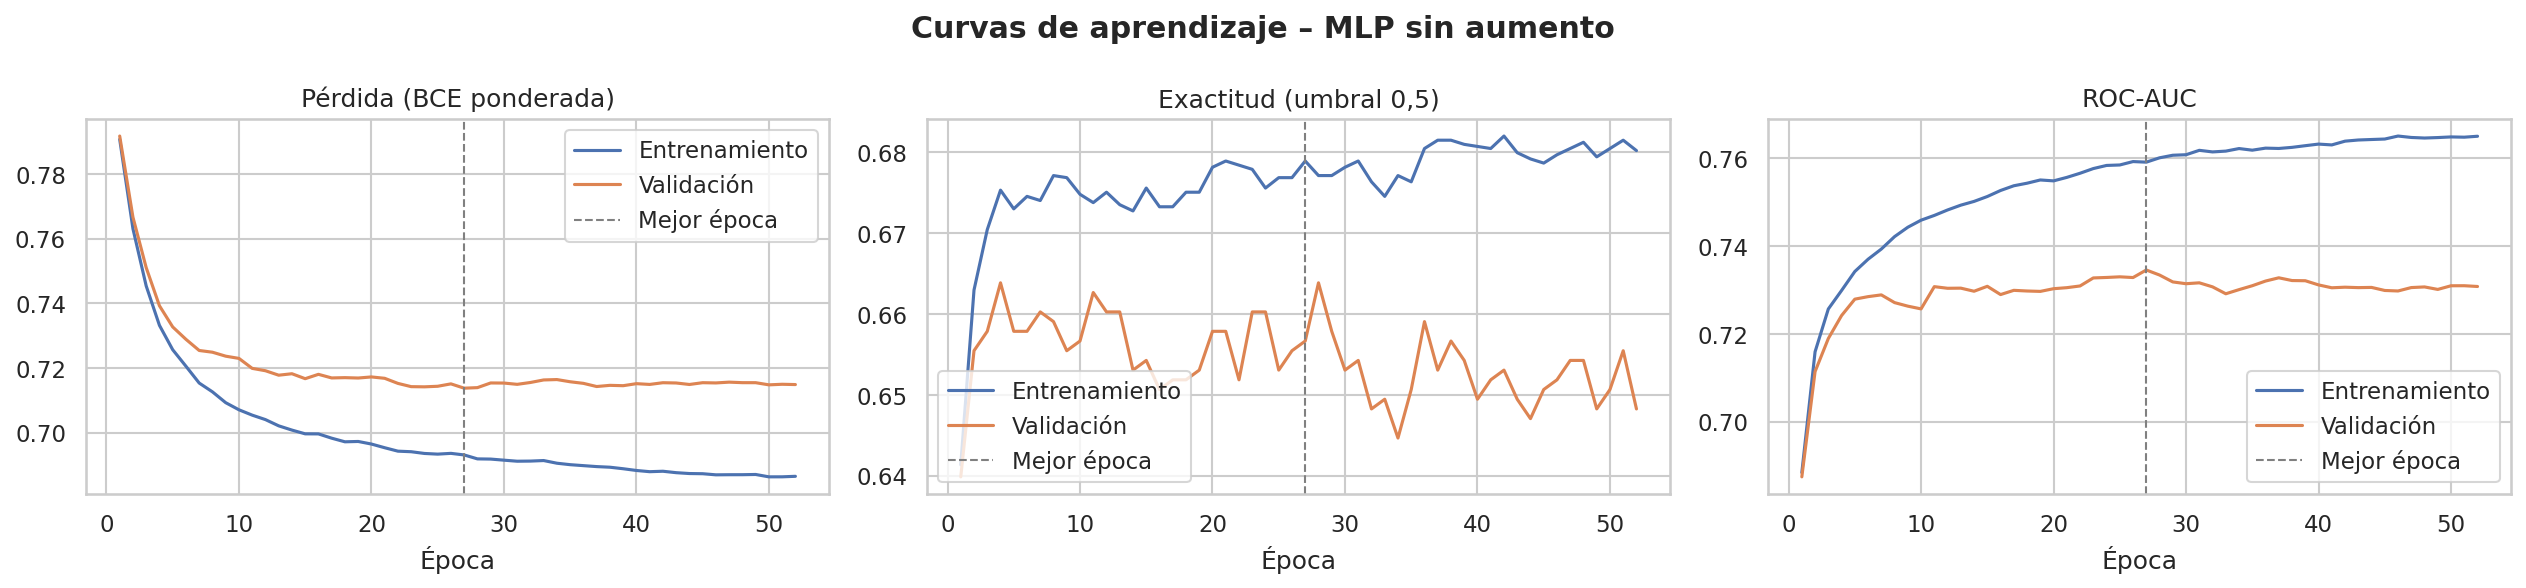 Curvas de aprendizaje – MLP sin aumento
Pérdida (BCE ponderada)
0.78
0.76
0.74
0.72
0.70
Entrenamiento
Validación
Mejor época
0 10 20 30 40 50
Época
Exactitud (umbral 0,5)
0.68
0.67
0.66
0.65
0.64
Entrenamiento
Validación
Mejor época
0 10 20 30 40 50
Época
ROC-AUC
0.76
0.74
0.72
0.70
Entrenamiento
Validación
Mejor época
0 10 20 30 40 50
Época